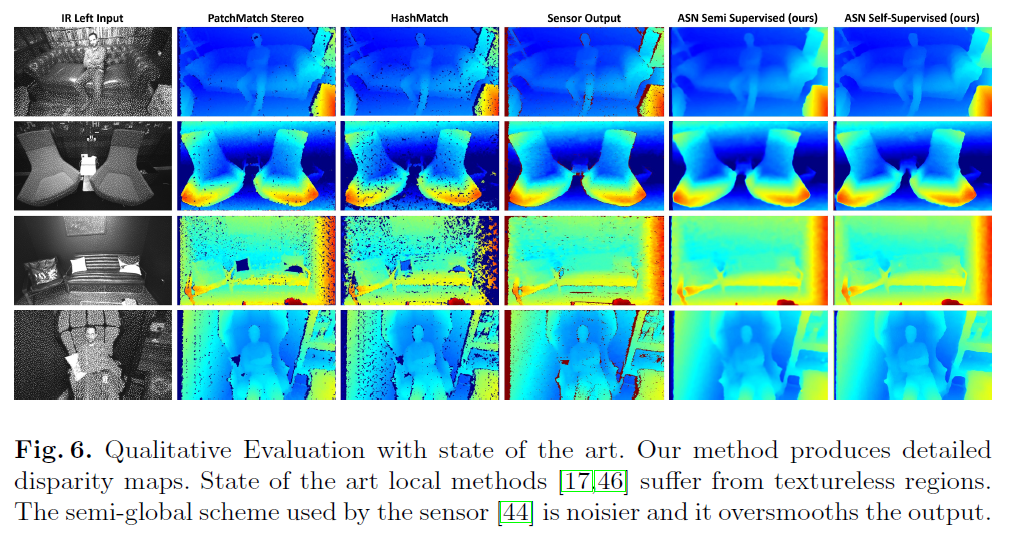 IR Left Input PatchMatch Stereo HashMatch Sensor Output ASN Semi Supervised (ours) ASN Self-Supervised (ours)
Fig. 6. Qualitative Evaluation with state of the art. Our method produces detailed
disparity maps. State of the art local methods [17,46] suffer from textureless regions.
The semi-global scheme used by the sensor [44] is noisier and it oversmooths the output.